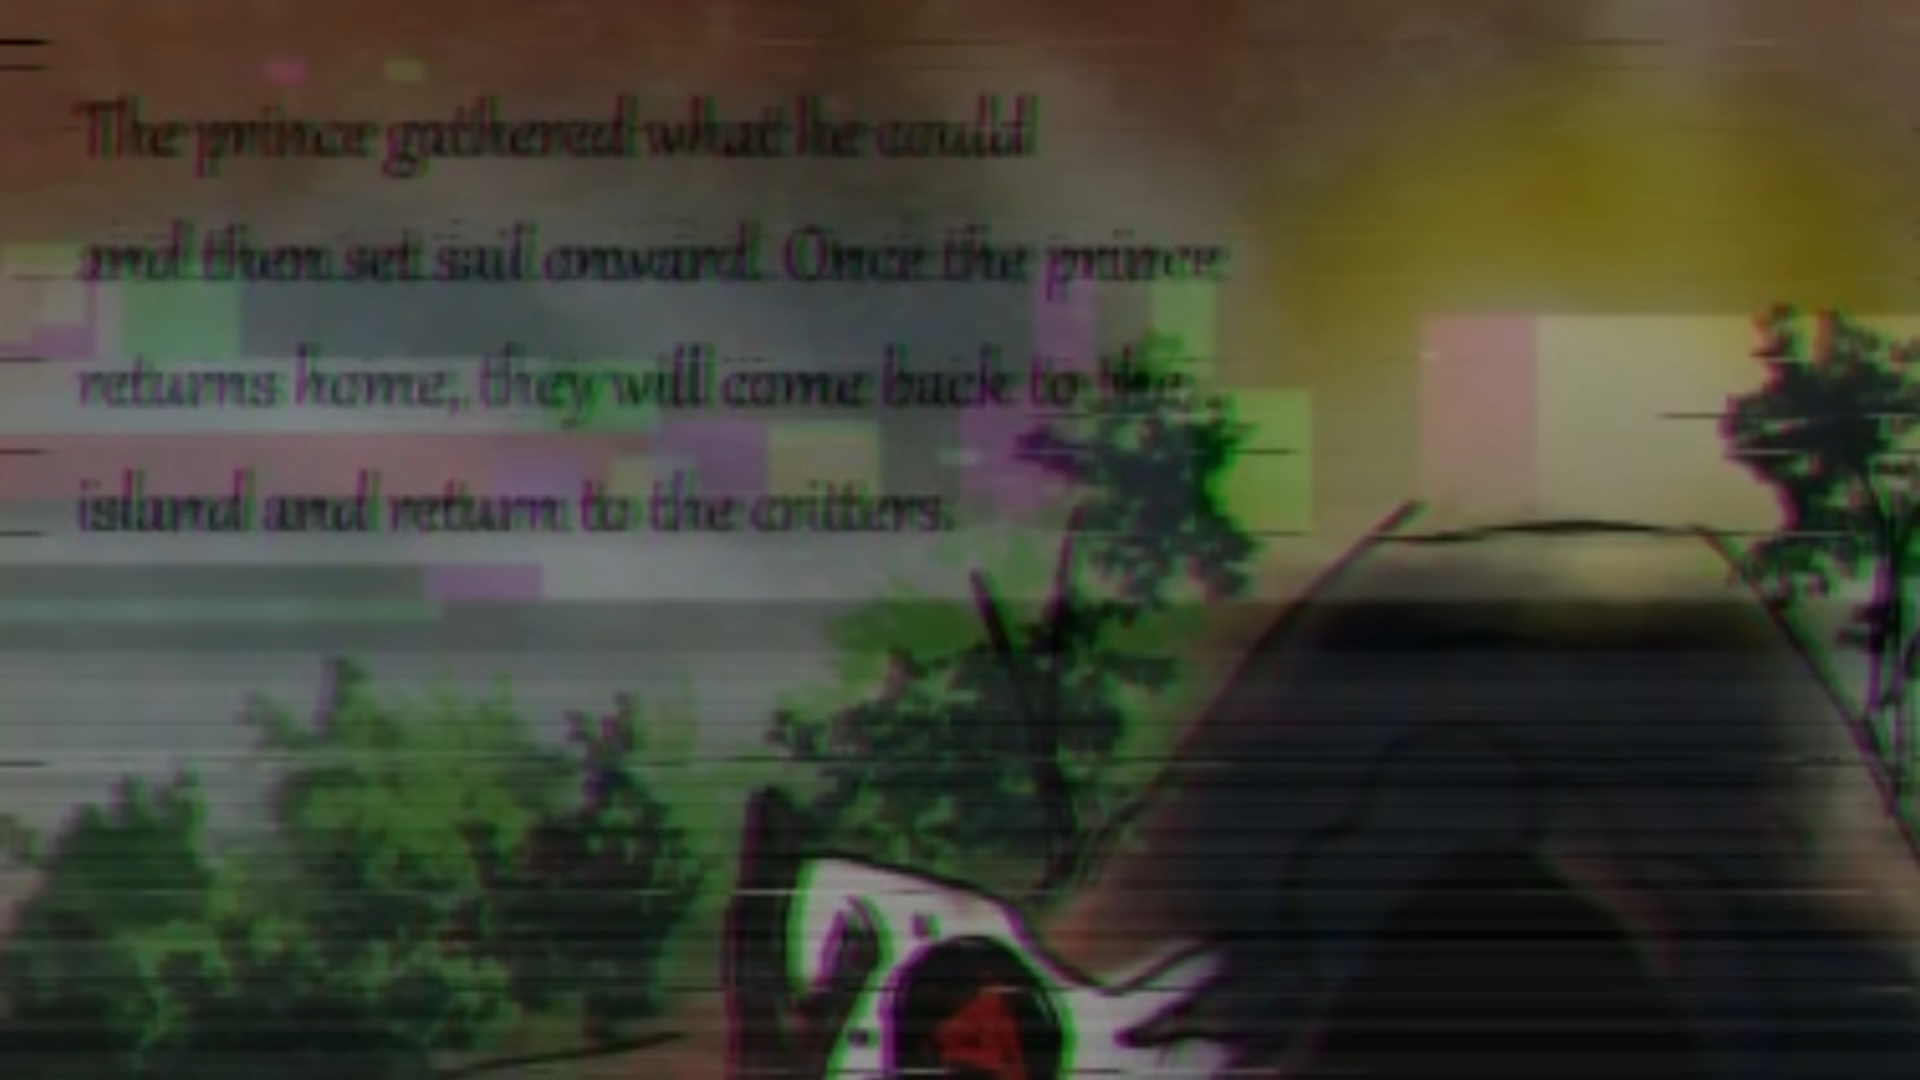 The prince gathered what he could
and then set sail onward. Once the prince
returns home, they will come back to the
island and return to the critters.